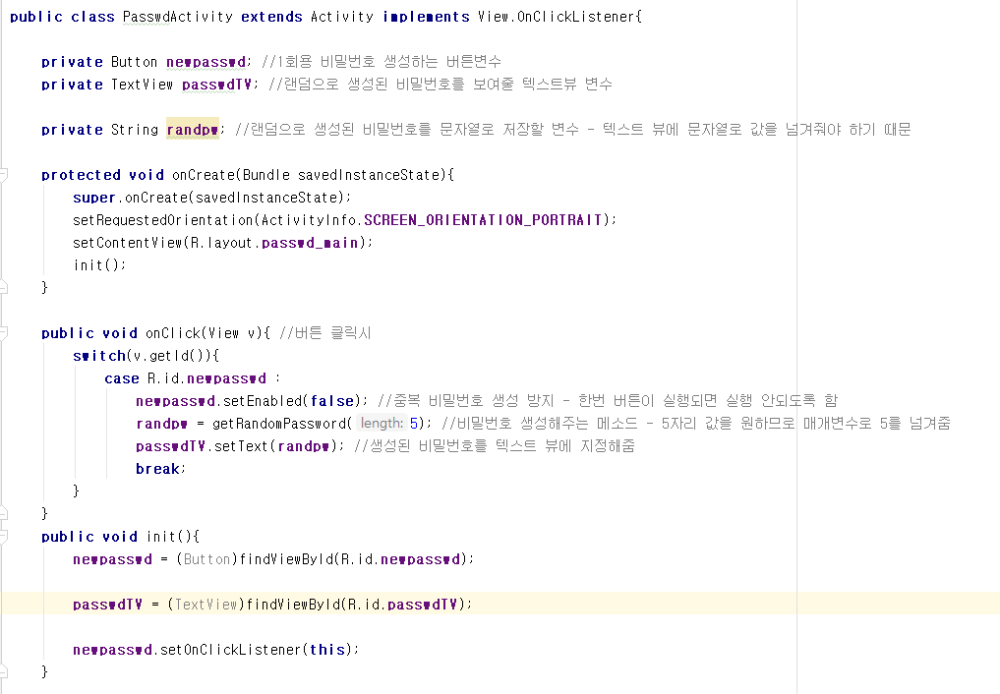 public class PasswdActivity extends Activity implements View.OnClickListener{
private Button newpasswd; //1회용 비밀번호 생성하는 버튼변수
private TextView passwdTV; //랜덤으로 생성된 비밀번호를 보여줄 텍스트뷰 변수
private String randpw; //랜덤으로 생성된 비밀번호를 문자열로 저장할 변수 - 텍스트 뷰에 문자열로 값을 넘겨줘야 하기 때문
protected void onCreate(Bundle savedInstanceState){
super.onCreate(savedInstanceState);
setRequestedOrientation(ActivityInfo.SCREEN_ORIENTATION_PORTRAIT);
setContentView(R.layout.passwd_main);
init();
}
public void onClick(View v){ //버튼 클릭시
switch(v.getId()){
case R.id.newpasswd :
newpasswd.setEnabled(false); //중복 비밀번호 생성 방지 - 한번 버튼이 실행되면 실행 안되도록 함
randpw = getRandomPassword( length: 5); //비밀번호 생성해주는 메소드 - 5자리 값을 원하므로 매개변수로 5를 넘겨줌
passwdTV.setText(randpw); //생성된 비밀번호를 텍스트 뷰에 지정해줌
break;
}
}
public void init(){
newpasswd = (Button)findViewById(R.id.newpasswd);
passwdTV = (TextView)findViewById(R.id.passwdTV);
newpasswd.setOnClickListener(this);
}